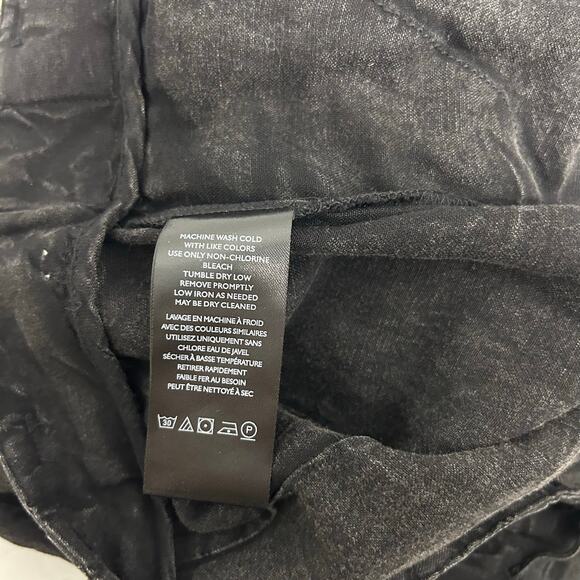 MACHINE WASH COLD
WITH LIKE COLORS
USE ONLY NON-CHLORINE
BLEACH
TUMBLE DRY LOW
REMOVE PROMPTLY
LOW IRON AS NEEDED
MAY BE DRY CLEANED
LAVAGE EN MACHINE À FROID
AVEC DES COULEURS SIMILAIRES
UTILISEZ UNIQUEMENT SANS
CHLORE EAU DE JAVEL
SÉCHER À BASSE TEMPÉRATURE
RETIRER RAPIDEMENT
FAIBLE FER AU BESOIN
PEUT ÊTRE NETTOYÉ À SEC
30 P